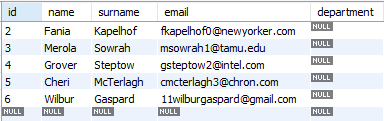 id name surname email department
2 Fania Kapelhof fkapelhof0@newyorker.com NULL
3 Merola Sowrah msowrah1@tamu.edu NULL
4 Grover Steptow gsteptow2@intel.com NULL
5 Cheri McTerlagh cmcterlagh3@chron.com NULL
6 Wilbur Gaspard 11wilburgaspard@gmail.com NULL
NULL NULL NULL NULL NULL